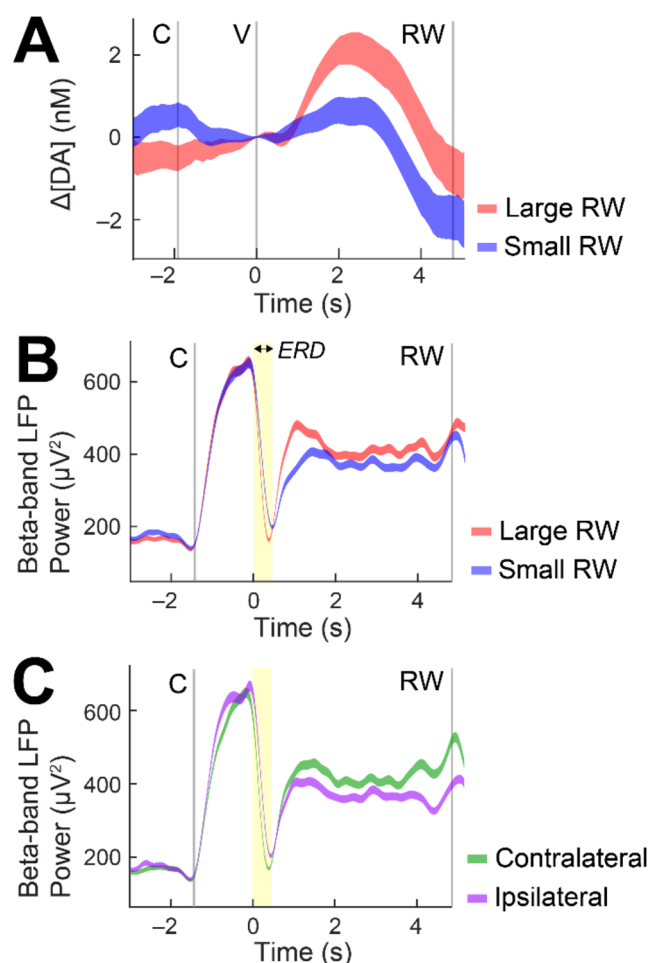 A
C V RW
Δ[DA] (nM)
2
0
−2
−2 0 2 4
Time (s)
Large RW
Small RW
B
C ERD RW
Beta-band LFP
Power (μV²)
600
400
200
−2 0 2 4
Time (s)
Large RW
Small RW
C
C RW
Beta-band LFP
Power (μV²)
600
400
200
−2 0 2 4
Time (s)
Contralateral
Ipsilateral